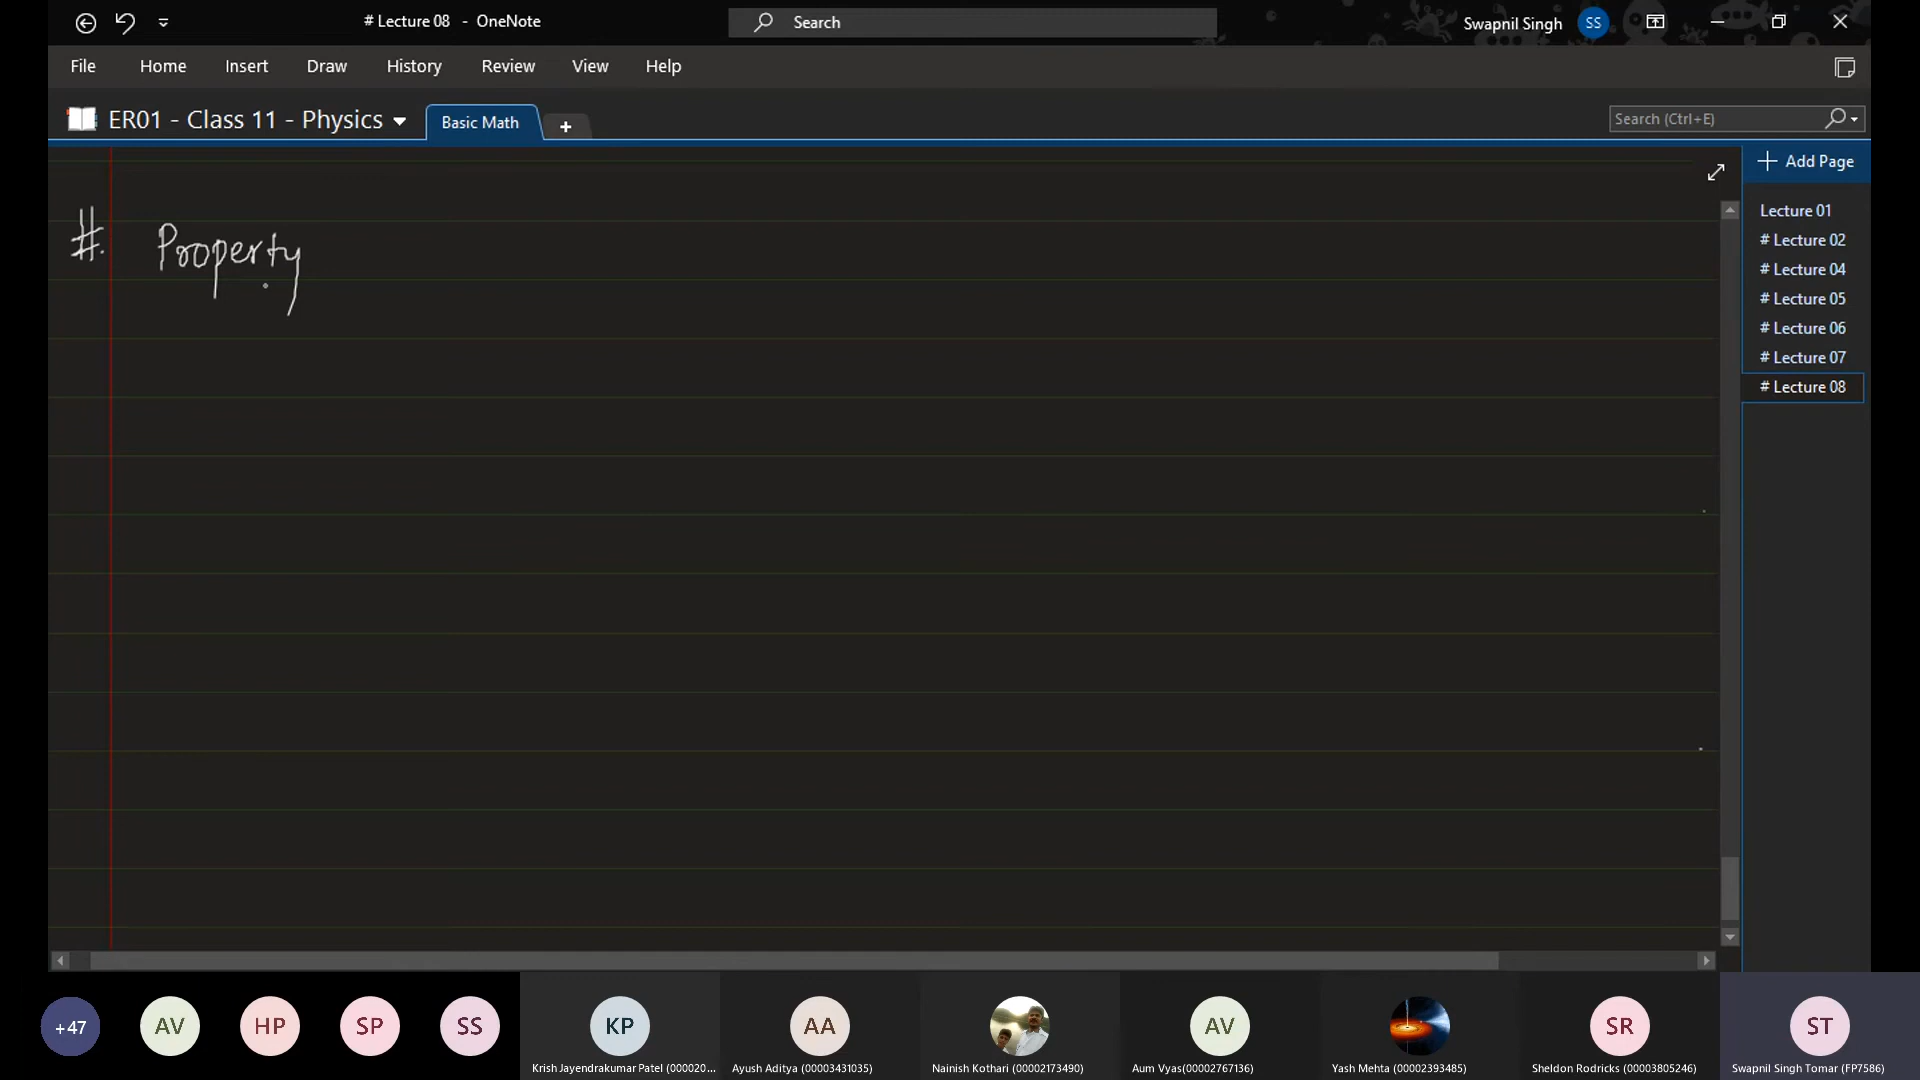 # Lecture 08 - OneNote
Search
Swapnil Singh
SS
File Home Insert Draw History Review View Help
ER01 - Class 11 - Physics
Basic Math
+
Search (Ctrl+E)
+ Add Page
Lecture 01
# Lecture 02
# Lecture 04
# Lecture 05
# Lecture 06
# Lecture 07
# Lecture 08
#. Property
+47
AV
HP
SP
SS
KP
AA
AV
SR
ST
Krish Jayendrakumar Patel (000020...
Ayush Aditya (00003431035)
Nainish Kothari (00002173490)
Aum Vyas(00002767136)
Yash Mehta (00002393485)
Sheldon Rodricks (00003805246)
Swapnil Singh Tomar (FP7586)